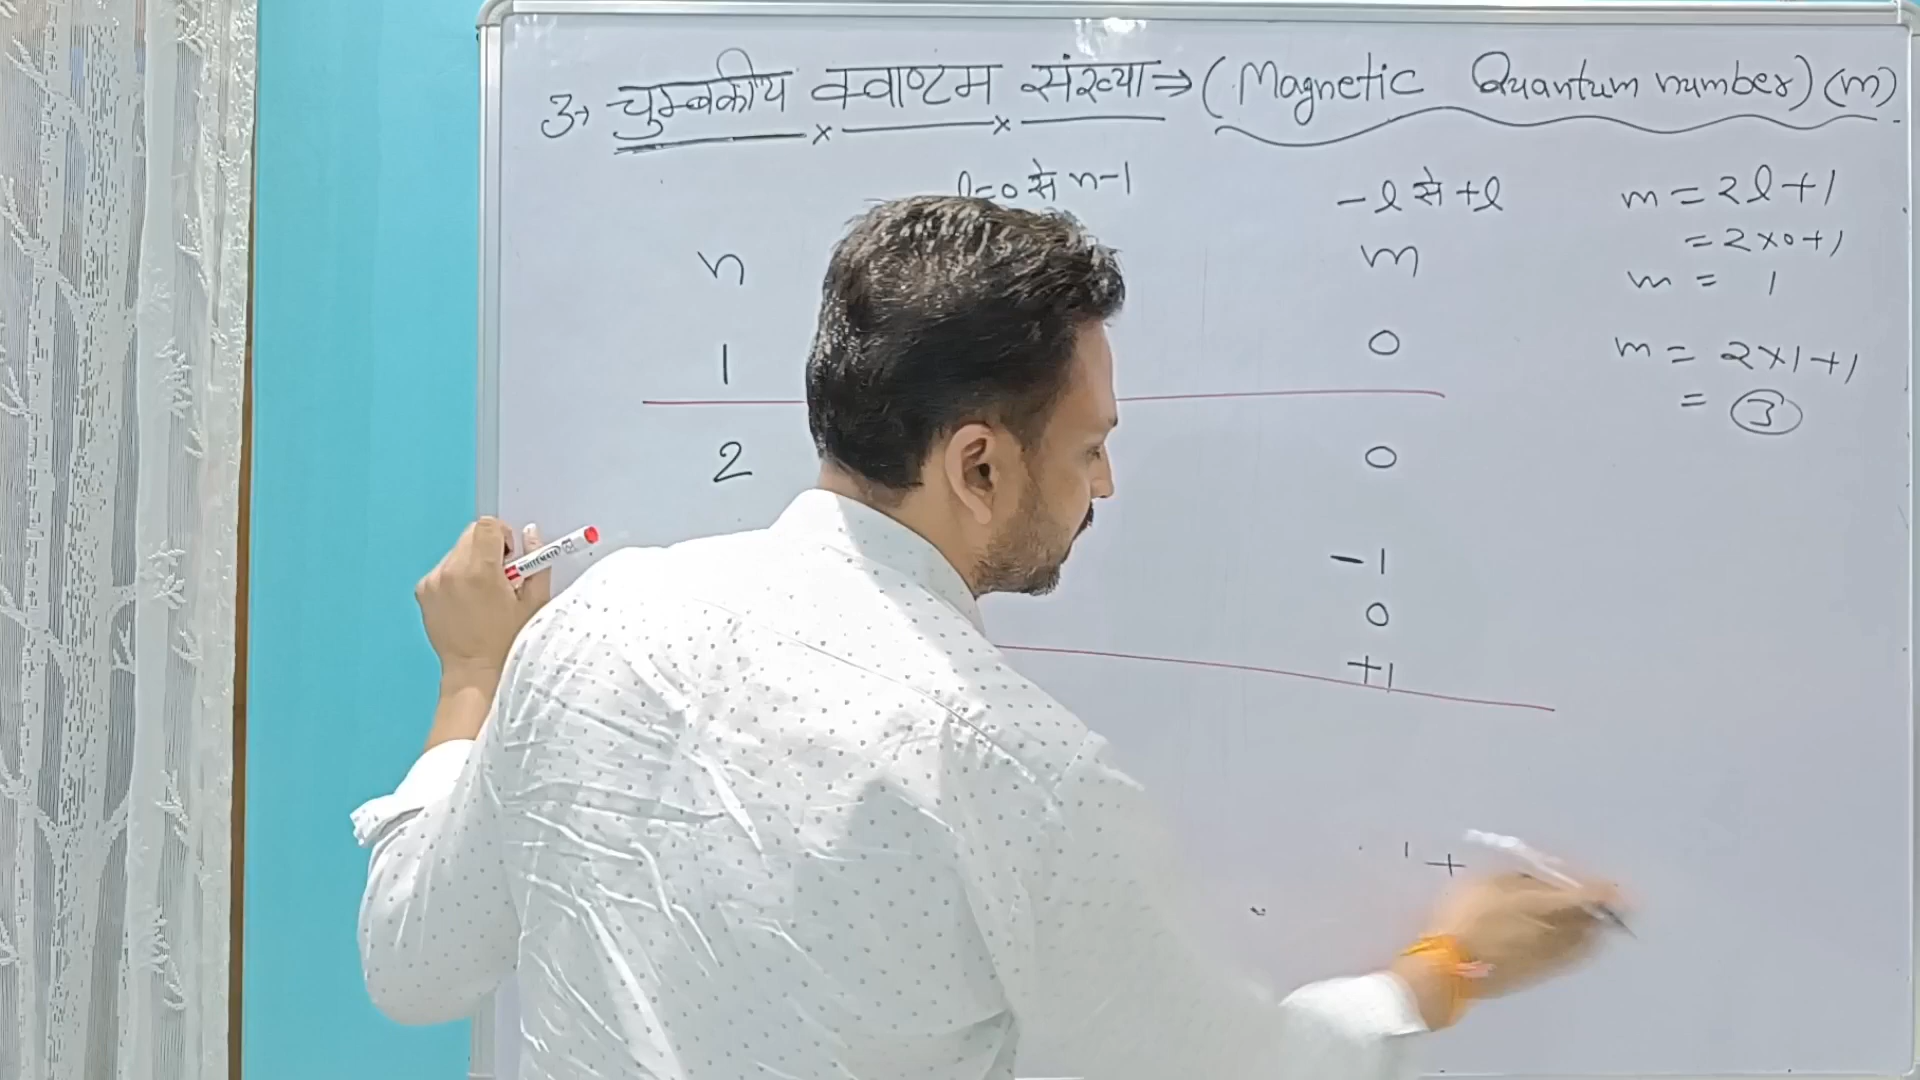 3→ चुम्बकीय क्वाण्टम संख्या ⇒ (Magnetic Quantum number) (m)
l=0 से n-1
-l से +l
n
m
1
0
2
0
-1
0
+1
m = 2l+1
= 2×0+1
m = 1
m = 2×1+1
= 3
WHITEMATE
+